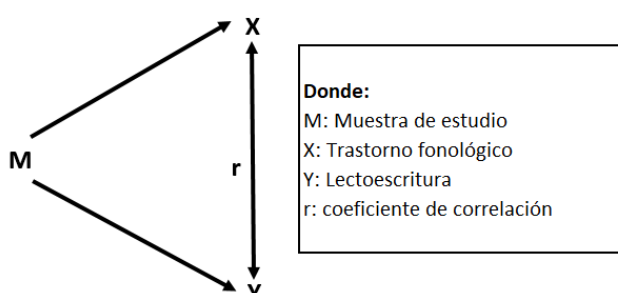 X
Donde:
M: Muestra de estudio
X: Trastorno fonológico
M
r
Y: Lectoescritura
r: coeficiente de correlación
Y